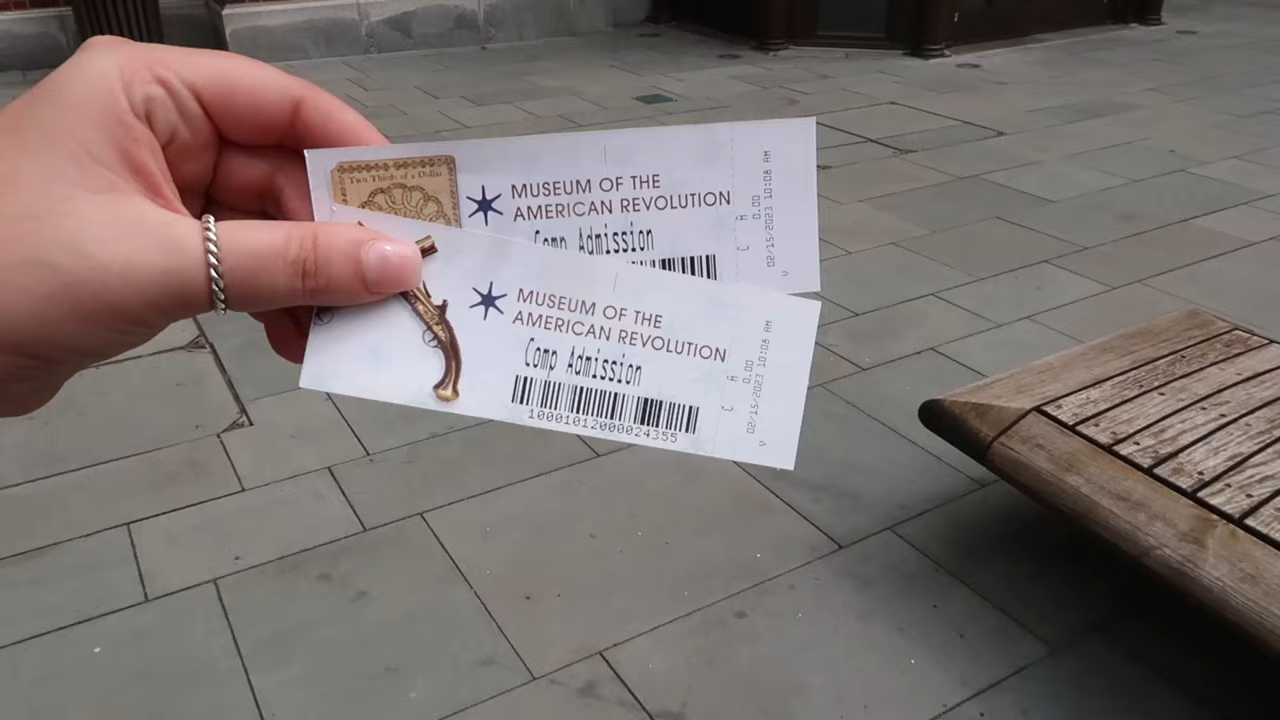 Two Thirds of a Dollar
MUSEUM OF THE
AMERICAN REVOLUTION
Comp Admission
C A
0.00
02/15/2023 10:08 AM
V
MUSEUM OF THE
AMERICAN REVOLUTION
Comp Admission
10001012000024355
C A
0.00
02/15/2023 10:08 AM
V